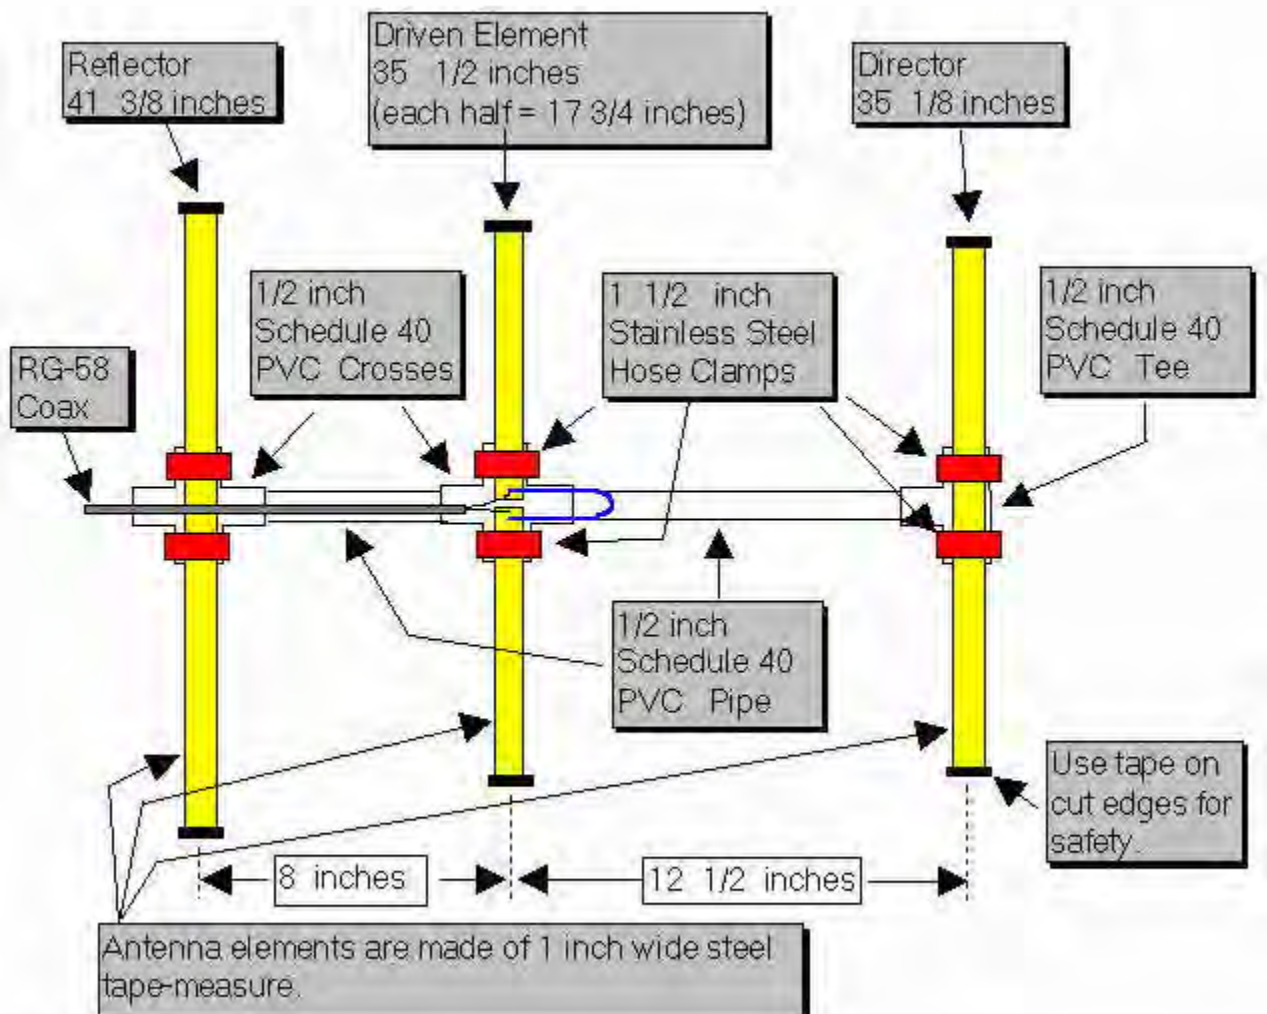 Reflector
41 3/8 inches
Driven Element
35 1/2 inches
(each half = 17 3/4 inches)
Director
35 1/8 inches
RG-58
Coax
1/2 inch
Schedule 40
PVC Crosses
1 1/2 inch
Stainless Steel
Hose Clamps
1/2 inch
Schedule 40
PVC Tee
1/2 inch
Schedule 40
PVC Pipe
Use tape on
cut edges for
safety.
8 inches
12 1/2 inches
Antenna elements are made of 1 inch wide steel
tape-measure.